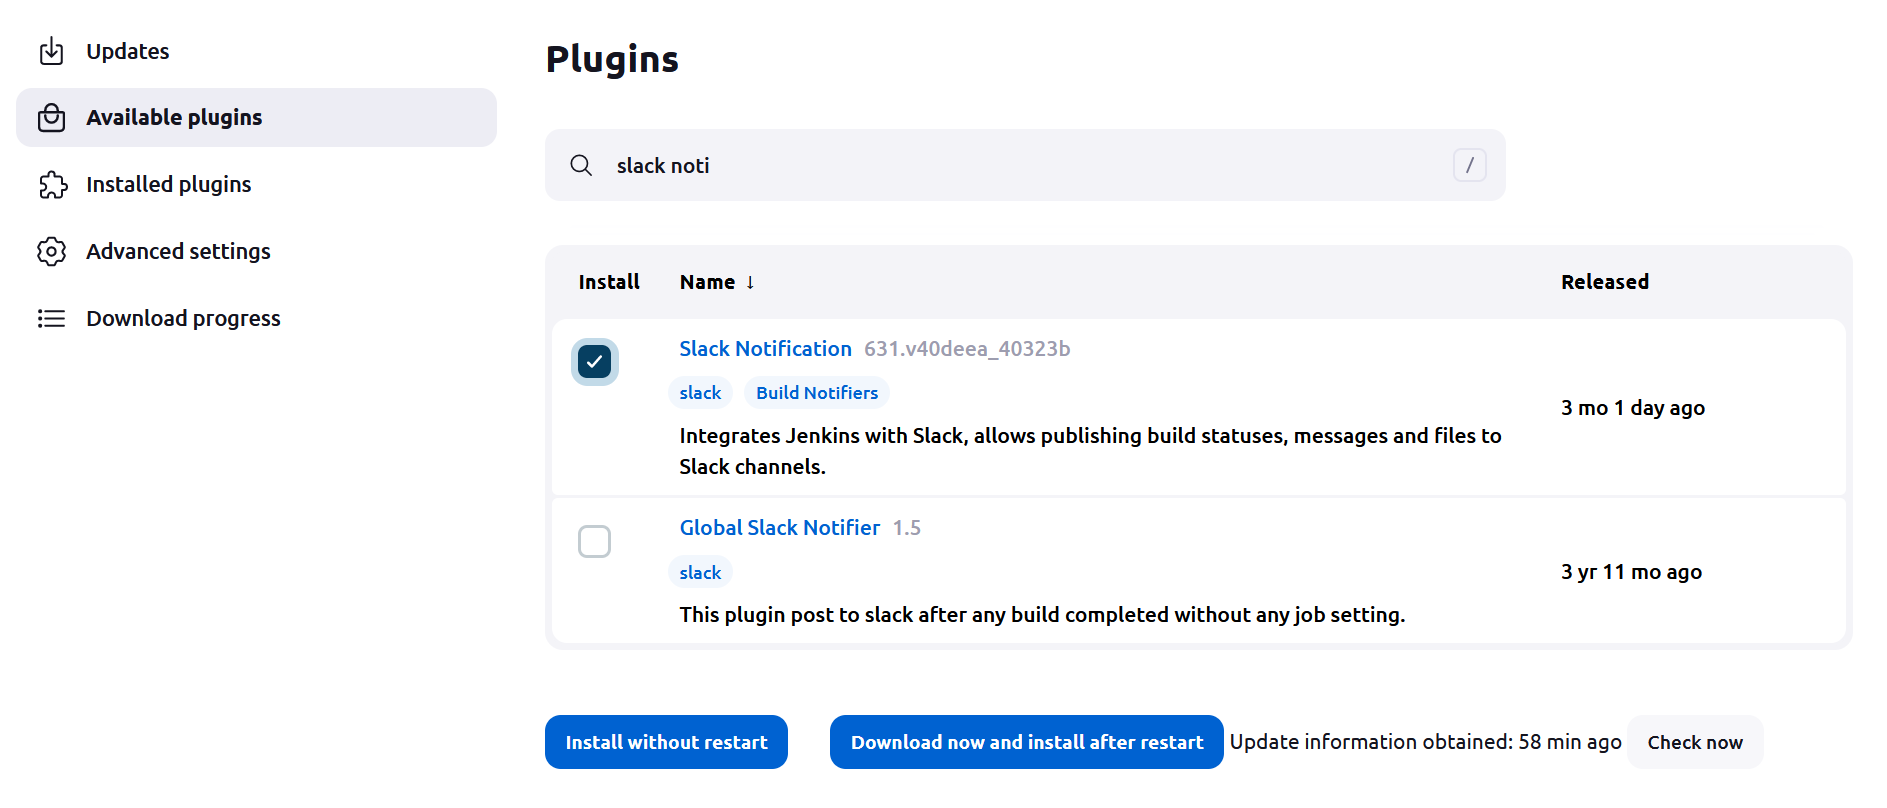 Updates
Available plugins
Installed plugins
Advanced settings
Download progress
Plugins
slack noti
/
Install Name ↓ Released
Slack Notification 631.v40deea_40323b
slack Build Notifiers
Integrates Jenkins with Slack, allows publishing build statuses, messages and files to
Slack channels.
3 mo 1 day ago
Global Slack Notifier 1.5
slack
This plugin post to slack after any build completed without any job setting.
3 yr 11 mo ago
Install without restart Download now and install after restart Update information obtained: 58 min ago Check now